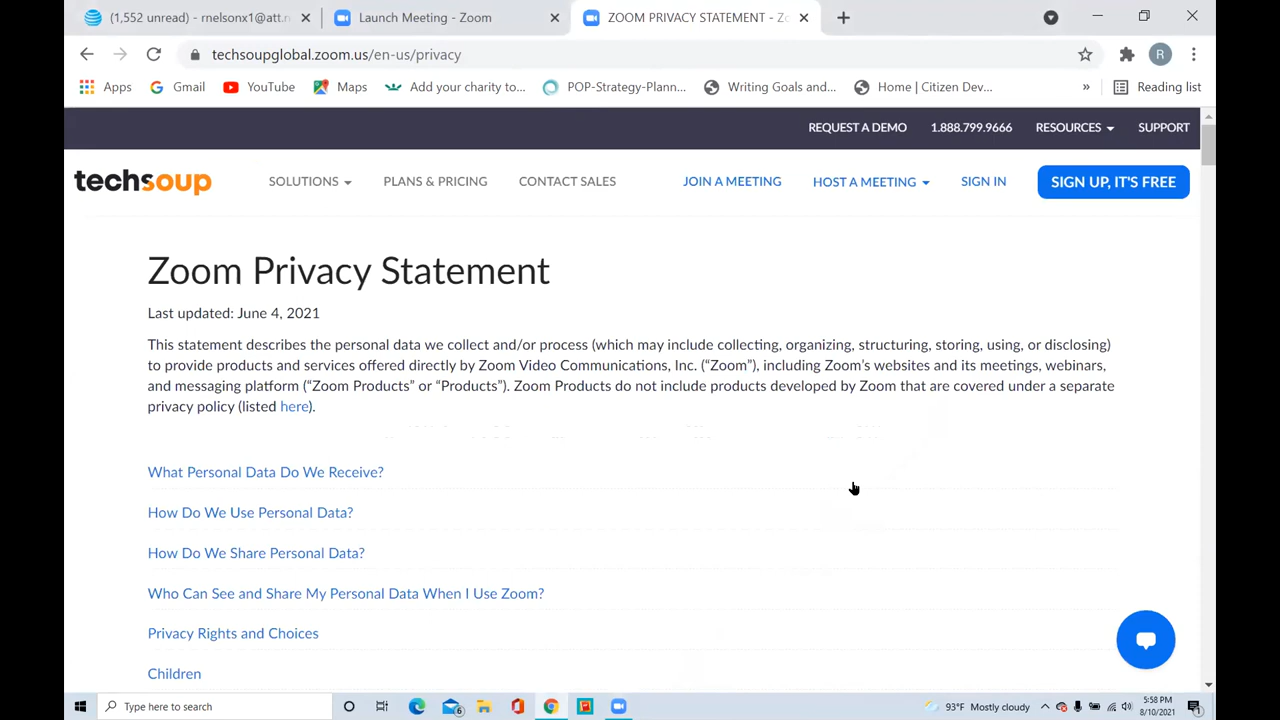 (1,552 unread) - rnelsonx1@att.n
Launch Meeting - Zoom
ZOOM PRIVACY STATEMENT - Zo
techsoupglobal.zoom.us/en-us/privacy
R
Apps
Gmail
YouTube
Maps
Add your charity to...
POP-Strategy-Plann...
Writing Goals and...
Home | Citizen Dev...
»
Reading list
REQUEST A DEMO
1.888.799.9666
RESOURCES
SUPPORT
techsoup
SOLUTIONS
PLANS & PRICING
CONTACT SALES
JOIN A MEETING
HOST A MEETING
SIGN IN
SIGN UP, IT'S FREE
Zoom Privacy Statement
Last updated: June 4, 2021
This statement describes the personal data we collect and/or process (which may include collecting, organizing, structuring, storing, using, or disclosing)
to provide products and services offered directly by Zoom Video Communications, Inc. (“Zoom”), including Zoom’s websites and its meetings, webinars,
and messaging platform (“Zoom Products” or “Products”). Zoom Products do not include products developed by Zoom that are covered under a separate
privacy policy (listed here).
What Personal Data Do We Receive?
How Do We Use Personal Data?
How Do We Share Personal Data?
Who Can See and Share My Personal Data When I Use Zoom?
Privacy Rights and Choices
Children
Type here to search
6
93°F Mostly cloudy
5:58 PM
8/10/2021
1